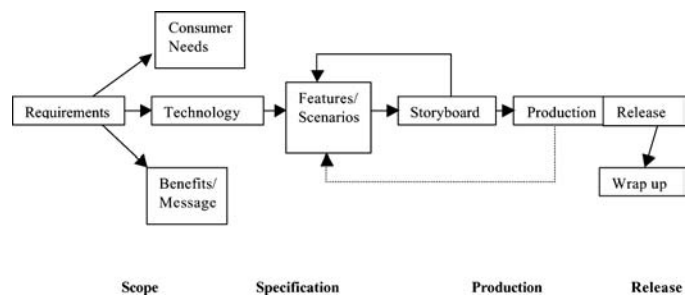 Consumer
Needs
Requirements
Technology
Features/
Scenarios
Storyboard
Production
Release
Benefits/
Message
Wrap up
Scope
Specification
Production
Release